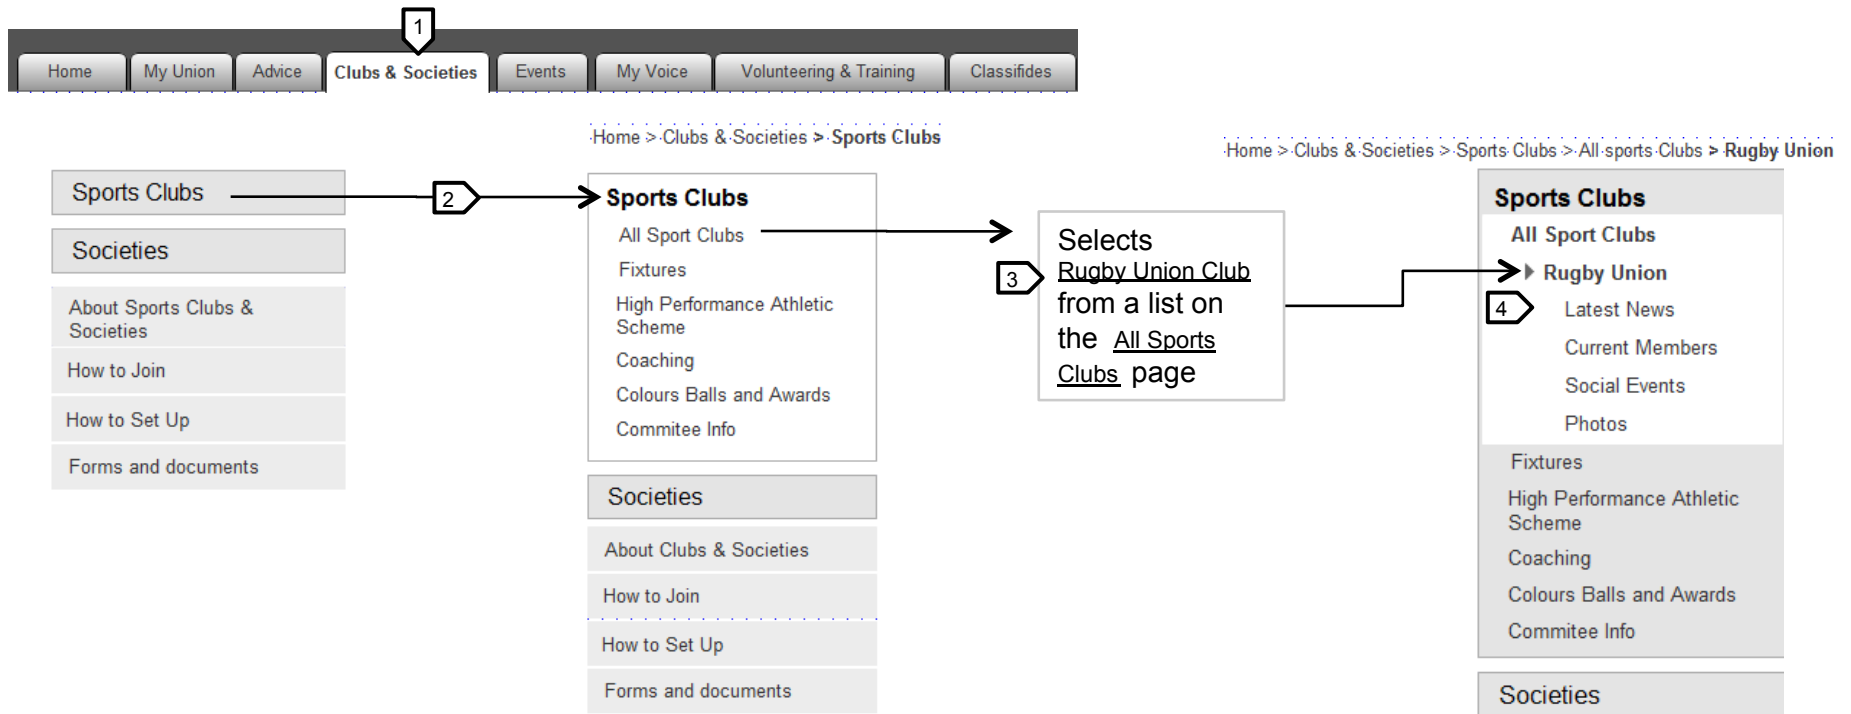 1
Home My Union Advice Clubs & Societies Events My Voice Volunteering & Training Classifides
Sports Clubs
Societies
About Sports Clubs &
Societies
How to Join
How to Set Up
Forms and documents
2
Home > Clubs & Societies > Sports Clubs
Sports Clubs
All Sport Clubs
Fixtures
High Performance Athletic
Scheme
Coaching
Colours Balls and Awards
Commitee Info
Societies
About Clubs & Societies
How to Join
How to Set Up
Forms and documents
3
Selects
Rugby Union Club
from a list on
the All Sports
Clubs page
Home > Clubs & Societies > Sports Clubs > All sports Clubs > Rugby Union
Sports Clubs
All Sport Clubs
Rugby Union
4
Latest News
Current Members
Social Events
Photos
Fixtures
High Performance Athletic
Scheme
Coaching
Colours Balls and Awards
Commitee Info
Societies